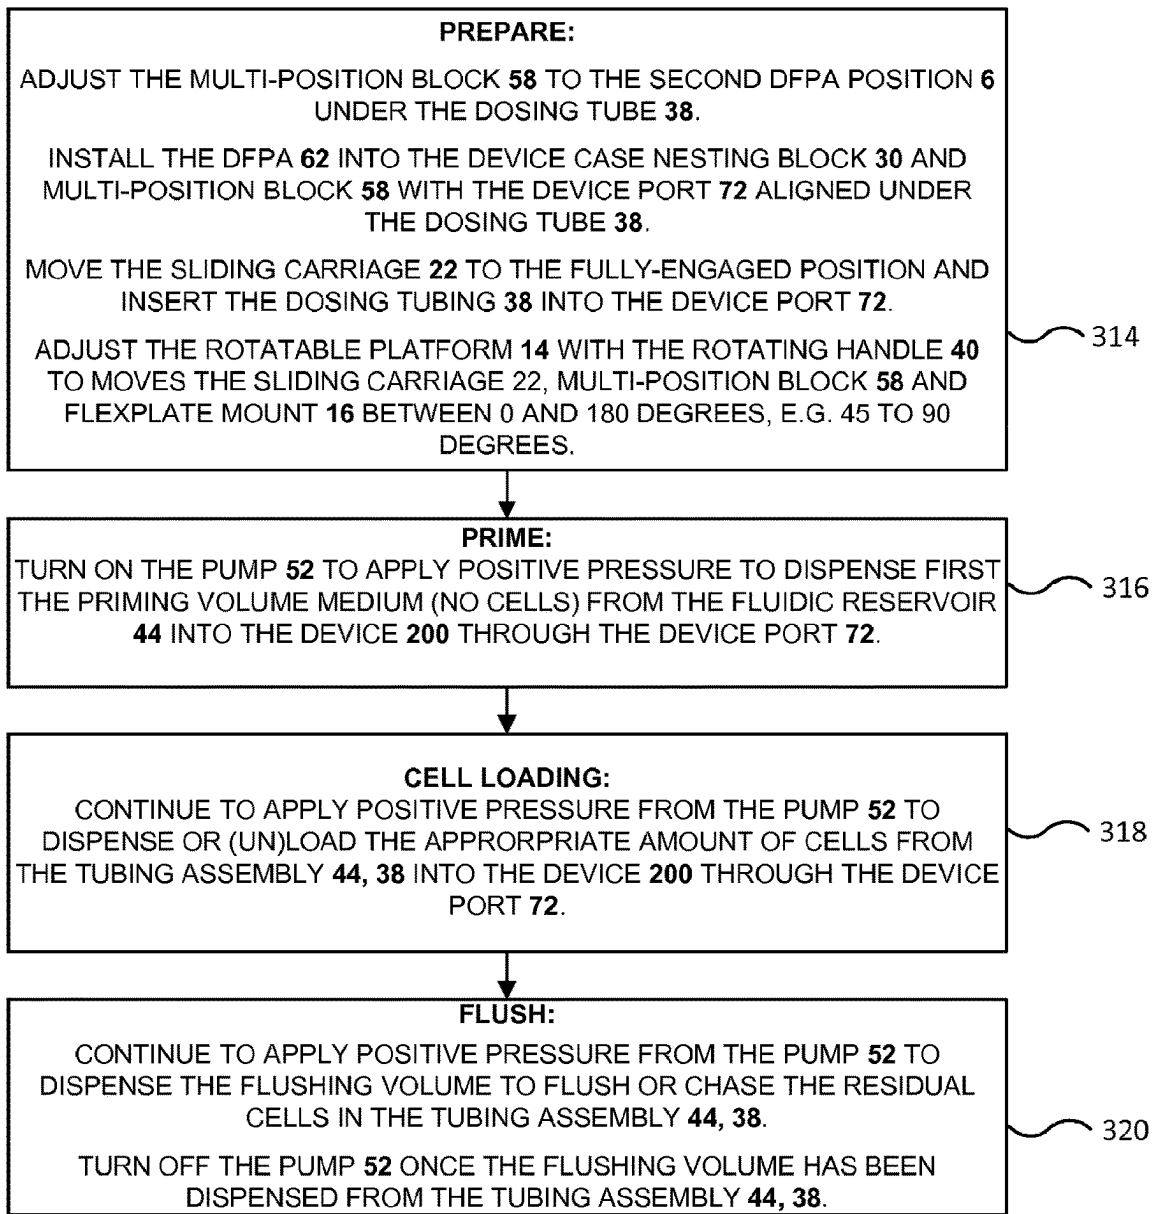 PREPARE:
ADJUST THE MULTI-POSITION BLOCK 58 TO THE SECOND DFPA POSITION 6
UNDER THE DOSING TUBE 38.
INSTALL THE DFPA 62 INTO THE DEVICE CASE NESTING BLOCK 30 AND
MULTI-POSITION BLOCK 58 WITH THE DEVICE PORT 72 ALIGNED UNDER
THE DOSING TUBE 38.
MOVE THE SLIDING CARRIAGE 22 TO THE FULLY-ENGAGED POSITION AND
INSERT THE DOSING TUBING 38 INTO THE DEVICE PORT 72.
ADJUST THE ROTATABLE PLATFORM 14 WITH THE ROTATING HANDLE 40
TO MOVES THE SLIDING CARRIAGE 22, MULTI-POSITION BLOCK 58 AND
FLEXPLATE MOUNT 16 BETWEEN 0 AND 180 DEGREES, E.G. 45 TO 90
DEGREES.
314
PRIME:
TURN ON THE PUMP 52 TO APPLY POSITIVE PRESSURE TO DISPENSE FIRST
THE PRIMING VOLUME MEDIUM (NO CELLS) FROM THE FLUIDIC RESERVOIR
44 INTO THE DEVICE 200 THROUGH THE DEVICE PORT 72.
316
CELL LOADING:
CONTINUE TO APPLY POSITIVE PRESSURE FROM THE PUMP 52 TO
DISPENSE OR (UN)LOAD THE APPRORPRIATE AMOUNT OF CELLS FROM
THE TUBING ASSEMBLY 44, 38 INTO THE DEVICE 200 THROUGH THE DEVICE
PORT 72.
318
FLUSH:
CONTINUE TO APPLY POSITIVE PRESSURE FROM THE PUMP 52 TO
DISPENSE THE FLUSHING VOLUME TO FLUSH OR CHASE THE RESIDUAL
CELLS IN THE TUBING ASSEMBLY 44, 38.
TURN OFF THE PUMP 52 ONCE THE FLUSHING VOLUME HAS BEEN
DISPENSED FROM THE TUBING ASSEMBLY 44, 38.
320